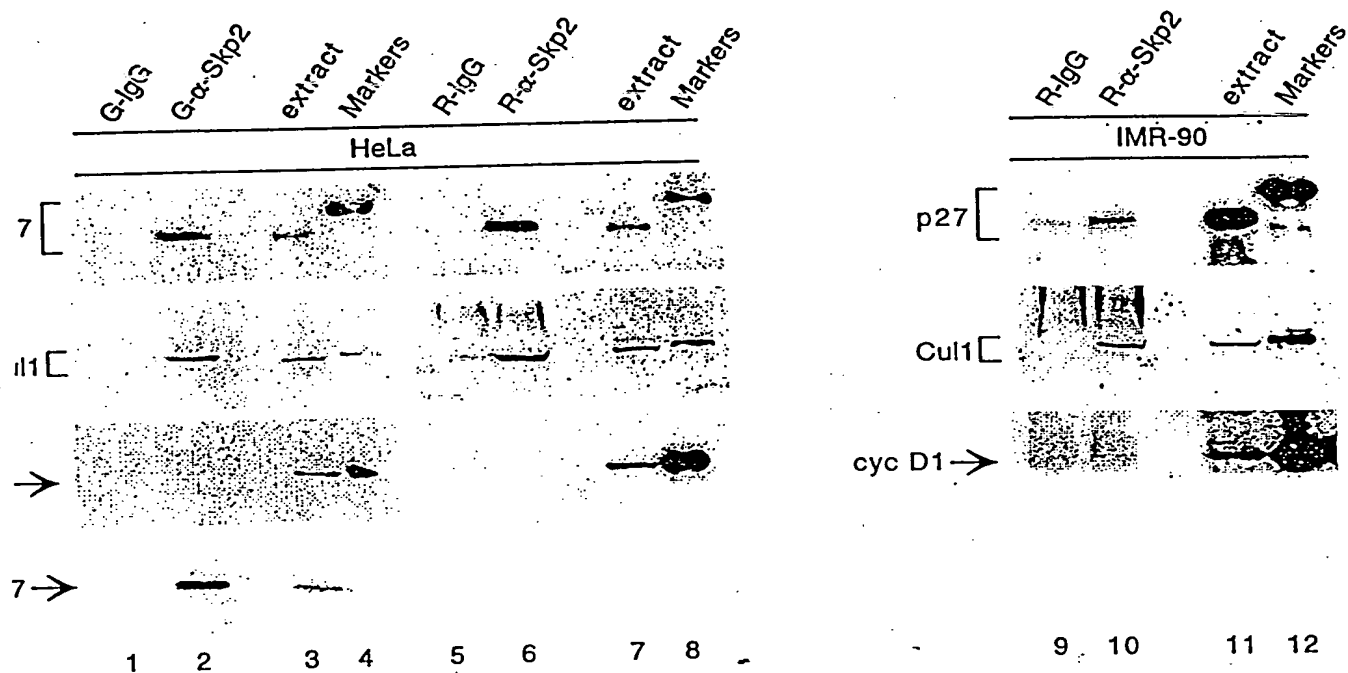 G-IgG G-α-Skp2 extract Markers R-IgG R-α-Skp2 extract Markers
HeLa
7
ıl1
7
1 2 3 4 5 6 7 8
R-IgG R-α-Skp2 extract Markers
IMR-90
p27
Cul1
cyc D1
9 10 11 12